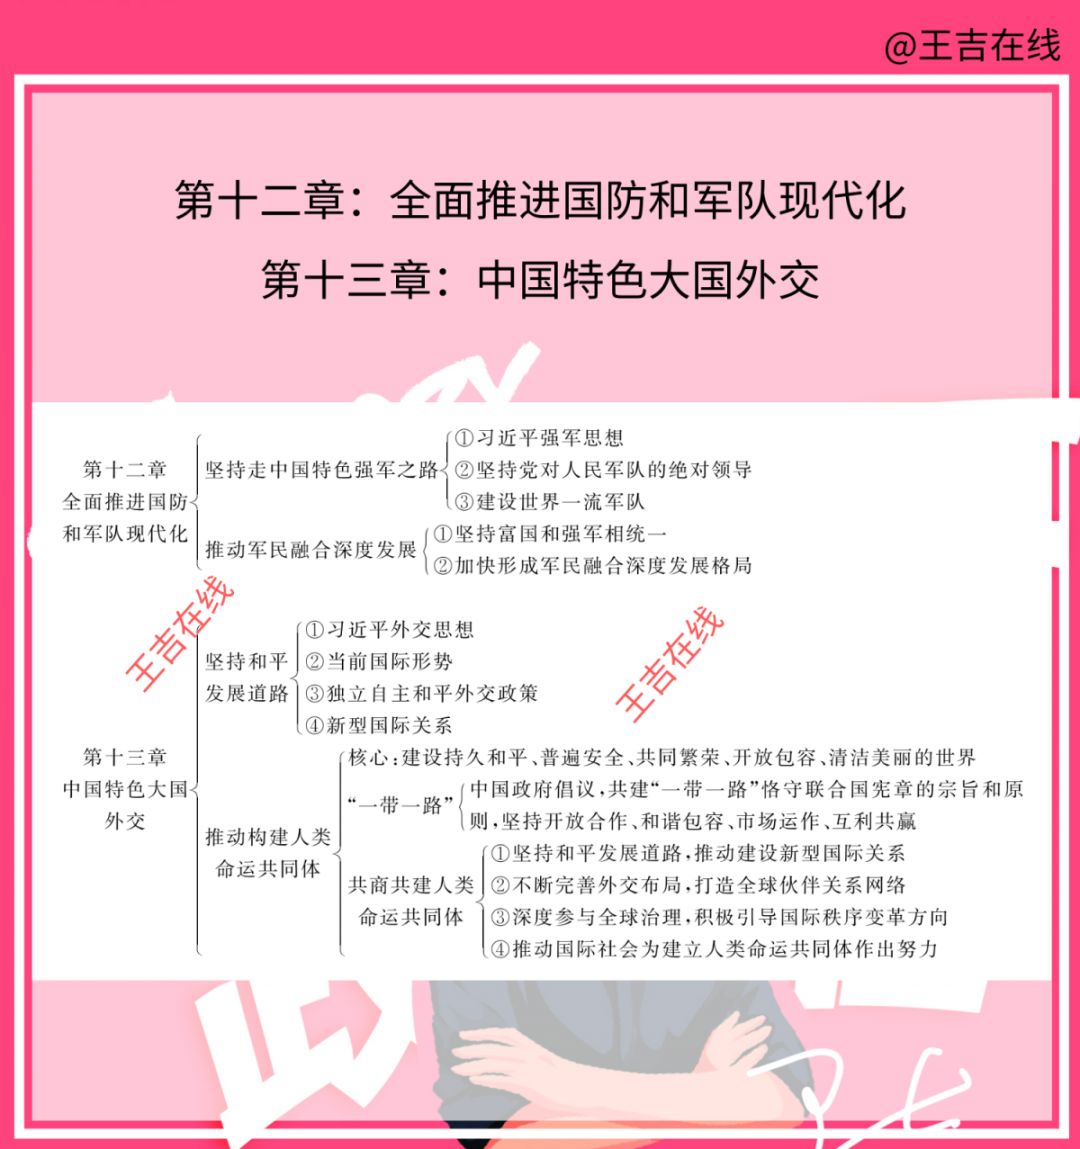 @王吉在线
第十二章：全面推进国防和军队现代化
第十三章：中国特色大国外交
第十二章
全面推进国防
和军队现代化
坚持走中国特色强军之路
①习近平强军思想
②坚持党对人民军队的绝对领导
③建设世界一流军队
推动军民融合深度发展
①坚持富国和强军相统一
②加快形成军民融合深度发展格局
王吉在线
王吉在线
第十三章
中国特色大国
外交
坚持和平
发展道路
①习近平外交思想
②当前国际形势
③独立自主和平外交政策
④新型国际关系
推动构建人类
命运共同体
核心:建设持久和平、普遍安全、共同繁荣、开放包容、清洁美丽的世界
“一带一路”
中国政府倡议,共建“一带一路”恪守联合国宪章的宗旨和原
则,坚持开放合作、和谐包容、市场运作、互利共赢
共商共建人类
命运共同体
①坚持和平发展道路,推动建设新型国际关系
②不断完善外交布局,打造全球伙伴关系网络
③深度参与全球治理,积极引导国际秩序变革方向
④推动国际社会为建立人类命运共同体作出努力